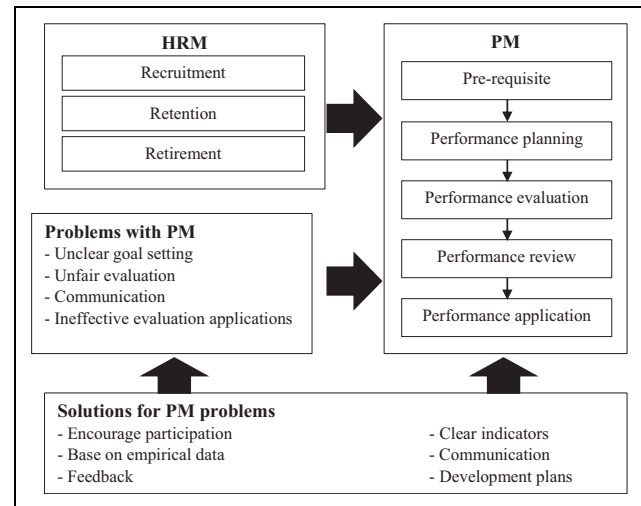 HRM
Recruitment
Retention
Retirement
PM
Pre-requisite
Performance planning
Performance evaluation
Performance review
Performance application
Problems with PM
- Unclear goal setting
- Unfair evaluation
- Communication
- Ineffective evaluation applications
Solutions for PM problems
- Encourage participation
- Base on empirical data
- Feedback
- Clear indicators
- Communication
- Development plans